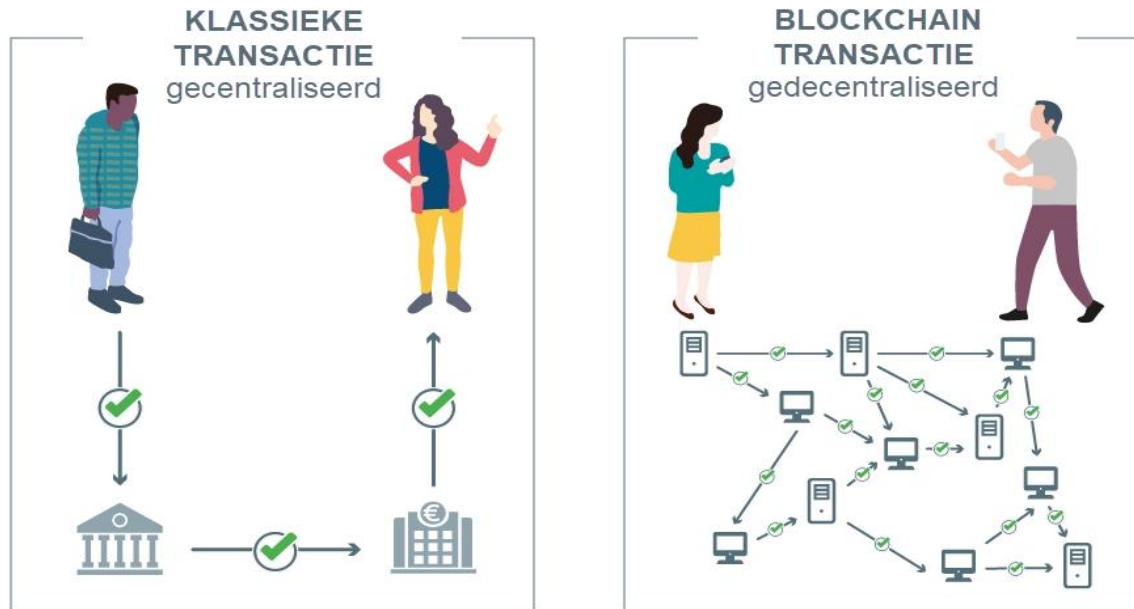 KLASSIEKE
TRANSACTIE
gecentraliseerd
BLOCKCHAIN
TRANSACTIE
gedecentraliseerd
€